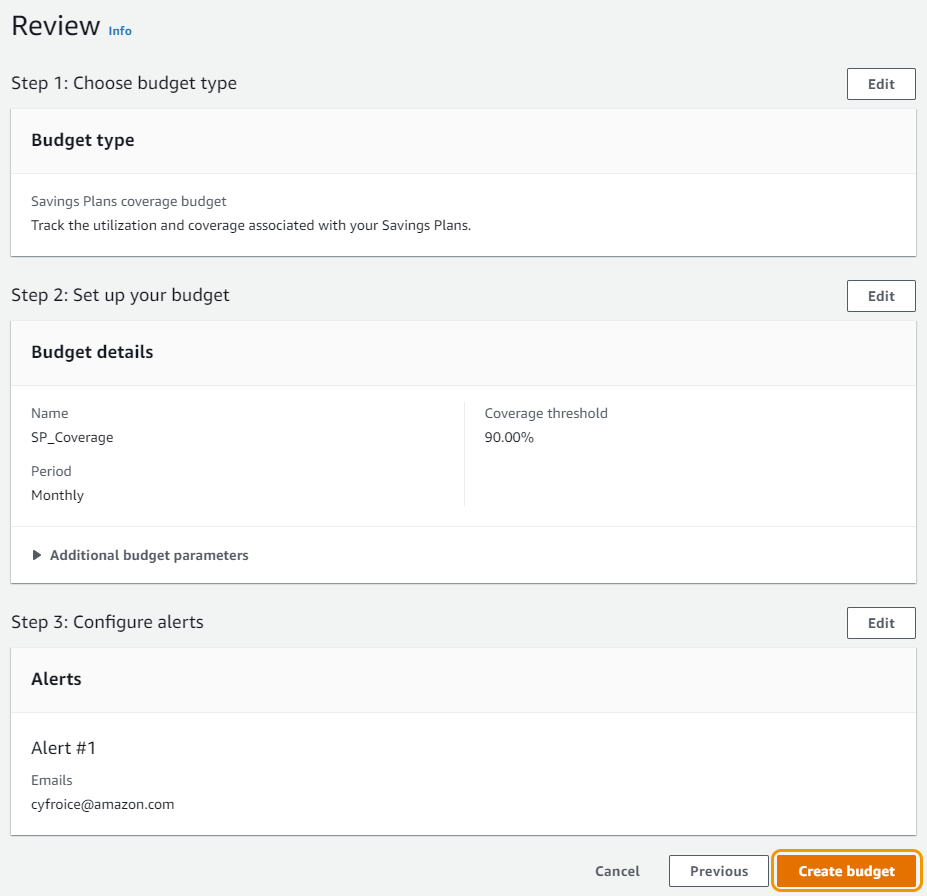 Review Info
Step 1: Choose budget type
Edit
Budget type
Savings Plans coverage budget
Track the utilization and coverage associated with your Savings Plans.
Step 2: Set up your budget
Edit
Budget details
Name
SP_Coverage
Period
Monthly
Coverage threshold
90.00%
Additional budget parameters
Step 3: Configure alerts
Edit
Alerts
Alert #1
Emails
cyfroice@amazon.com
Cancel
Previous
Create budget